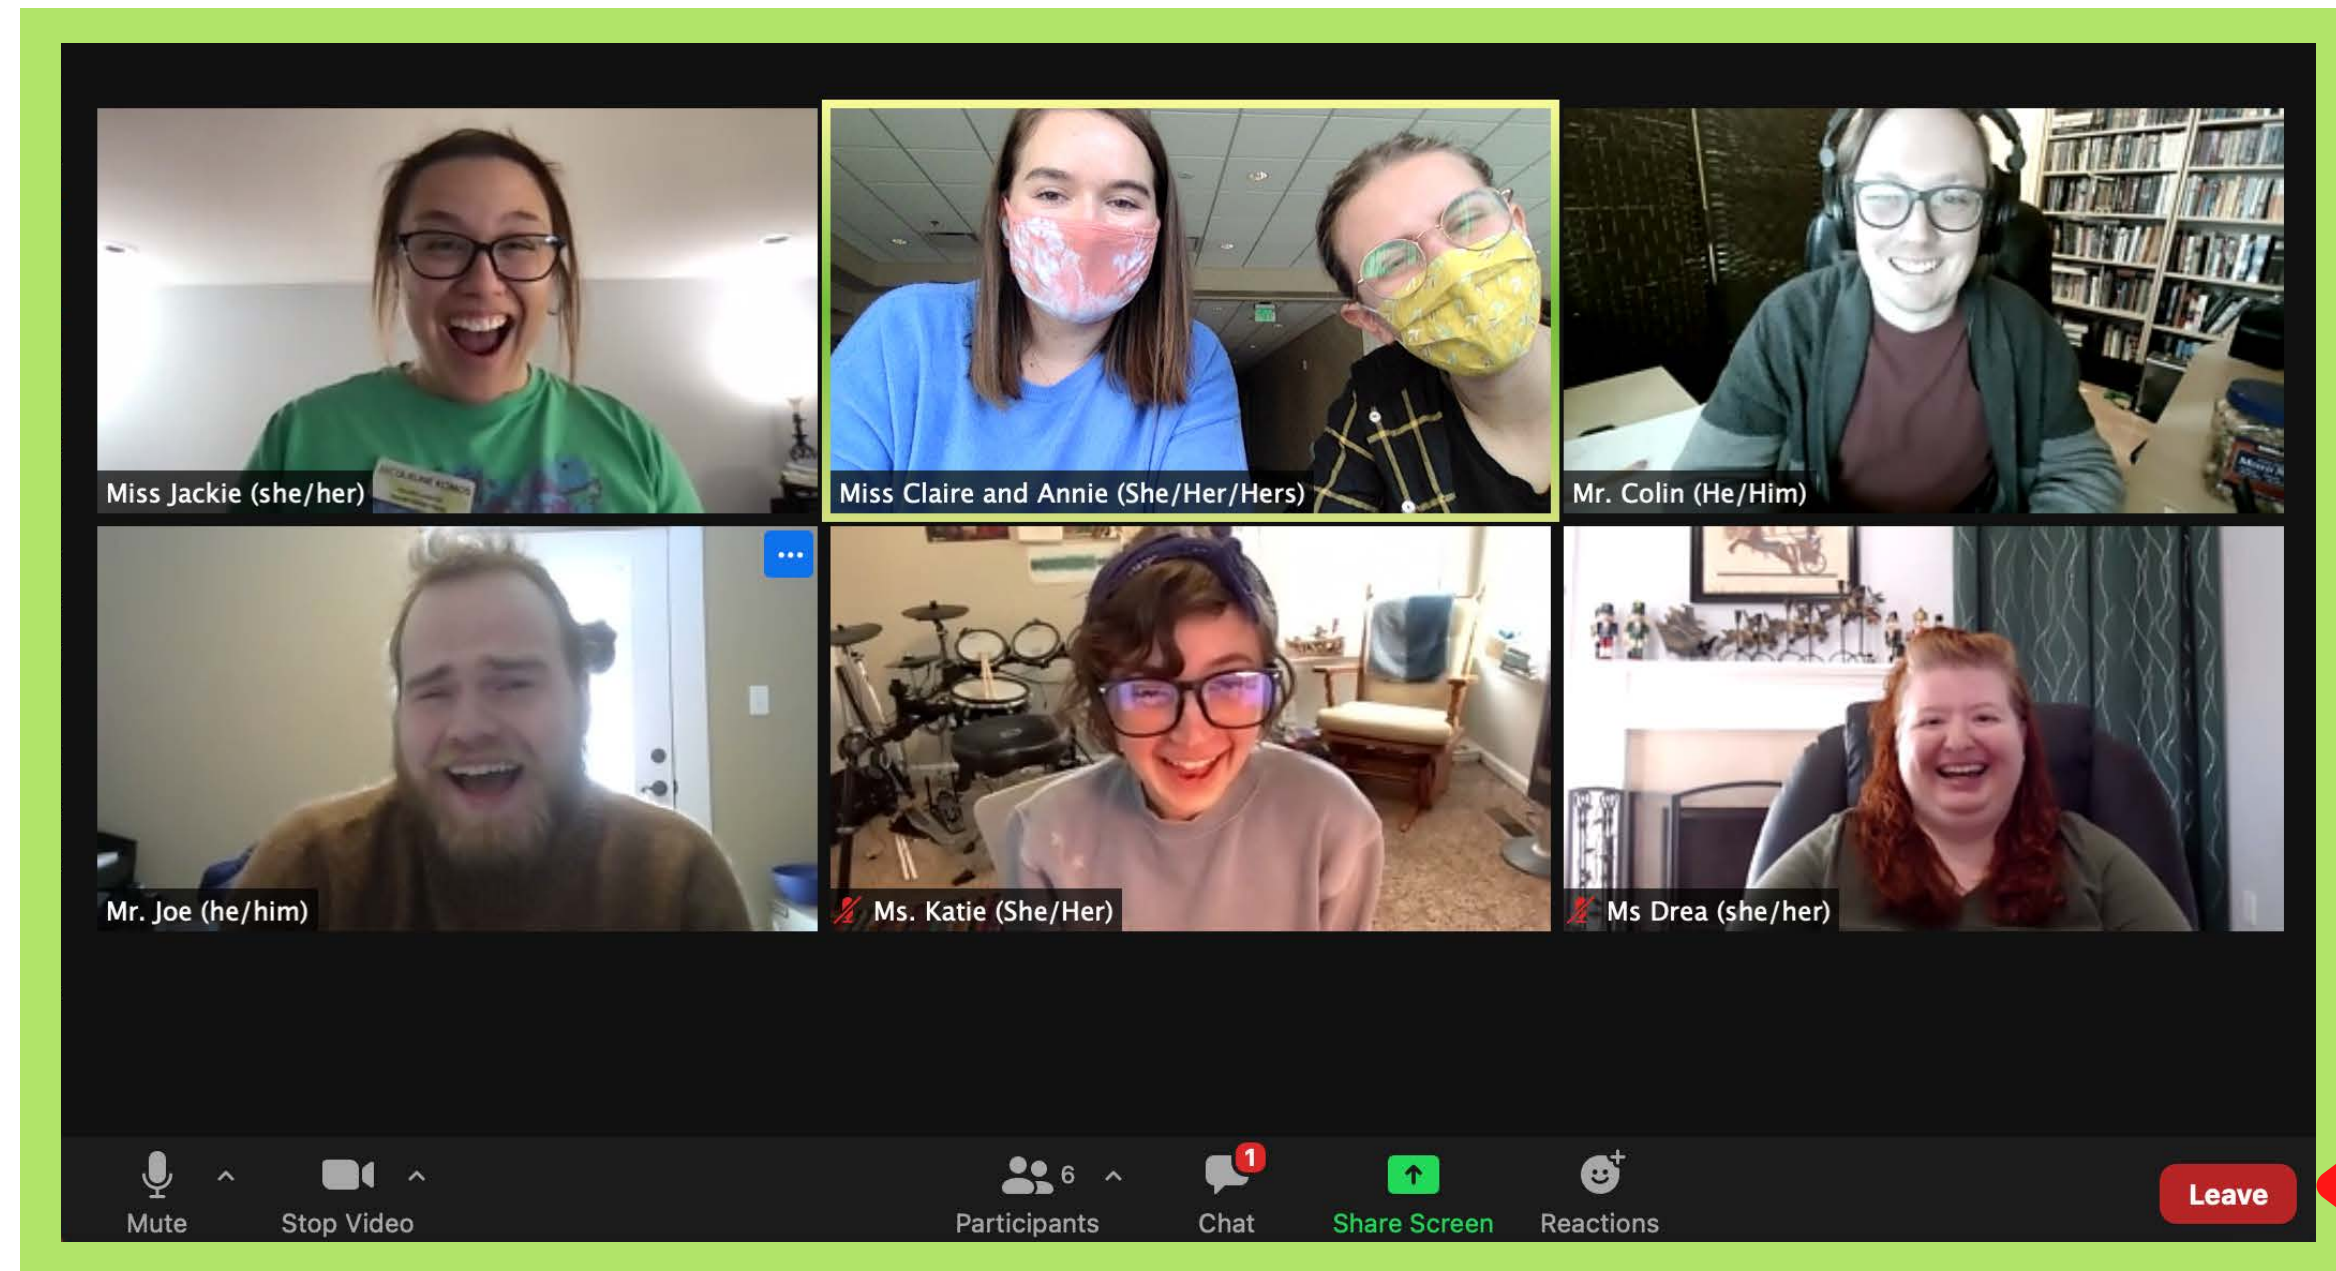 Miss Jackie (she/her)
Miss Claire and Annie (She/Her/Hers)
Mr. Colin (He/Him)
Mr. Joe (he/him)
Ms. Katie (She/Her)
Ms Drea (she/her)
Mute
Stop Video
6
Participants
1
Chat
Share Screen
Reactions
Leave